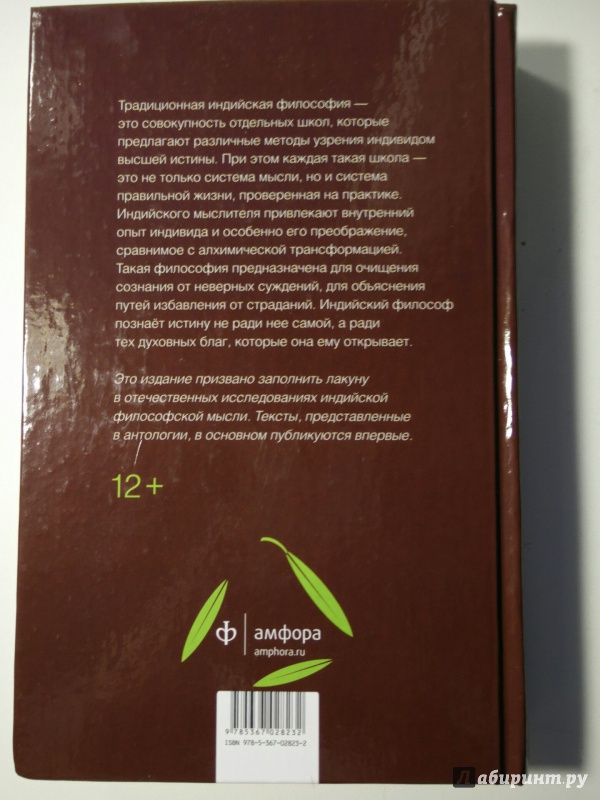 Традиционная индийская философия —
это совокупность отдельных школ, которые
предлагают различные методы узрения индивидом
высшей истины. При этом каждая такая школа —
это не только система мысли, но и система
правильной жизни, проверенная на практике.
Индийского мыслителя привлекают внутренний
опыт индивида и особенно его преображение,
сравнимое с алхимической трансформацией.
Такая философия предназначена для очищения
сознания от неверных суждений, для объяснения
путей избавления от страданий. Индийский философ
познаёт истину не ради нее самой, а ради
тех духовных благ, которые она ему открывает.
Это издание призвано заполнить лакуну
в отечественных исследованиях индийской
философской мысли. Тексты, представленные
в антологии, в основном публикуются впервые.
12+
ф амфора
amphora.ru
9 785367 028232
ISBN 978-5-367-02823-2
Лабиринт.ру